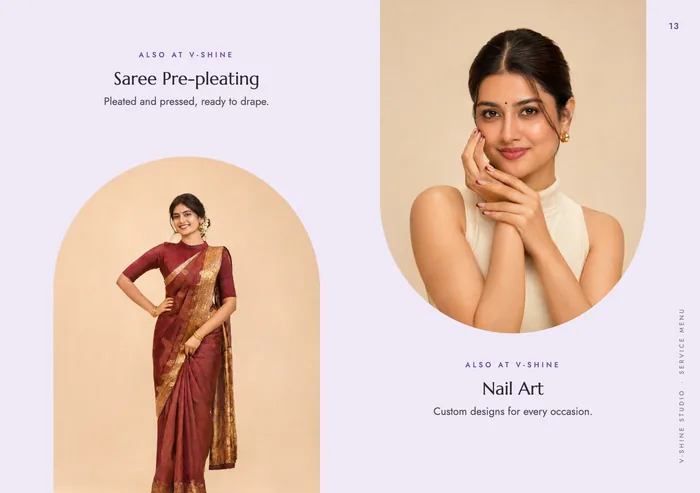 ALSO AT V-SHINE
Saree Pre-pleating
Pleated and pressed, ready to drape.
13
ALSO AT V-SHINE
Nail Art
Custom designs for every occasion.
V-SHINE STUDIO · SERVICE MENU